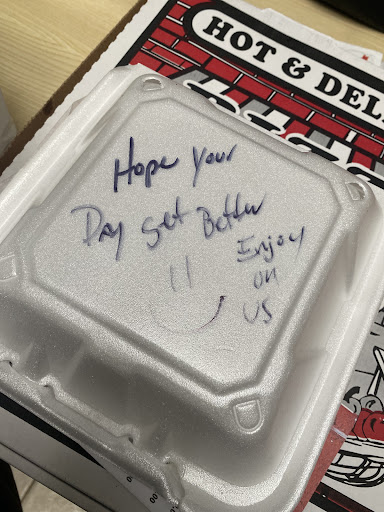 HOT & DEL
Hope Your
Day Get Better
Enjoy
on
us